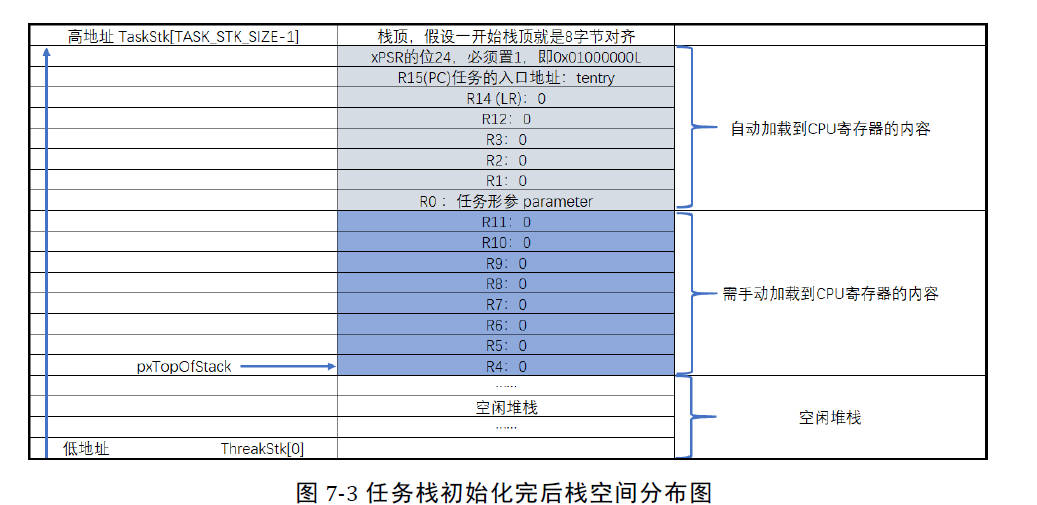 高地址 TaskStk[TASK_STK_SIZE-1]
栈顶，假设一开始栈顶就是8字节对齐
xPSR的位24，必须置1，即0x01000000L
R15(PC)任务的入口地址：tentry
R14 (LR)：0
R12：0
R3：0
R2：0
R1：0
R0 ： 任务形参 parameter
自动加载到CPU寄存器的内容
R11：0
R10：0
R9：0
R8：0
R7：0
R6：0
R5：0
pxTopOfStack
R4：0
需手动加载到CPU寄存器的内容
……
空闲堆栈
……
空闲堆栈
低地址 ThreakStk[0]
图 7-3 任务栈初始化完后栈空间分布图